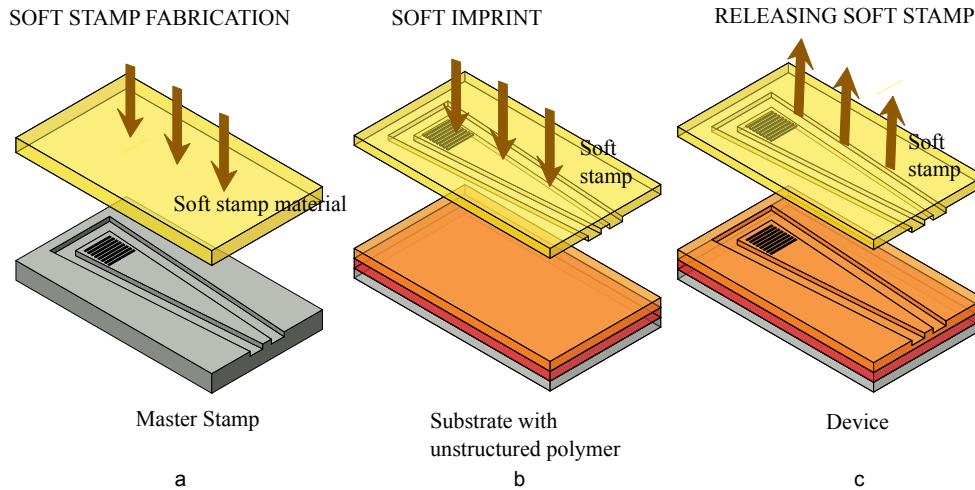 SOFT STAMP FABRICATION
SOFT IMPRINT
RELEASING SOFT STAMP
Soft stamp material
Soft
stamp
Soft
stamp
Master Stamp
Substrate with
unstructured polymer
Device
a
b
c